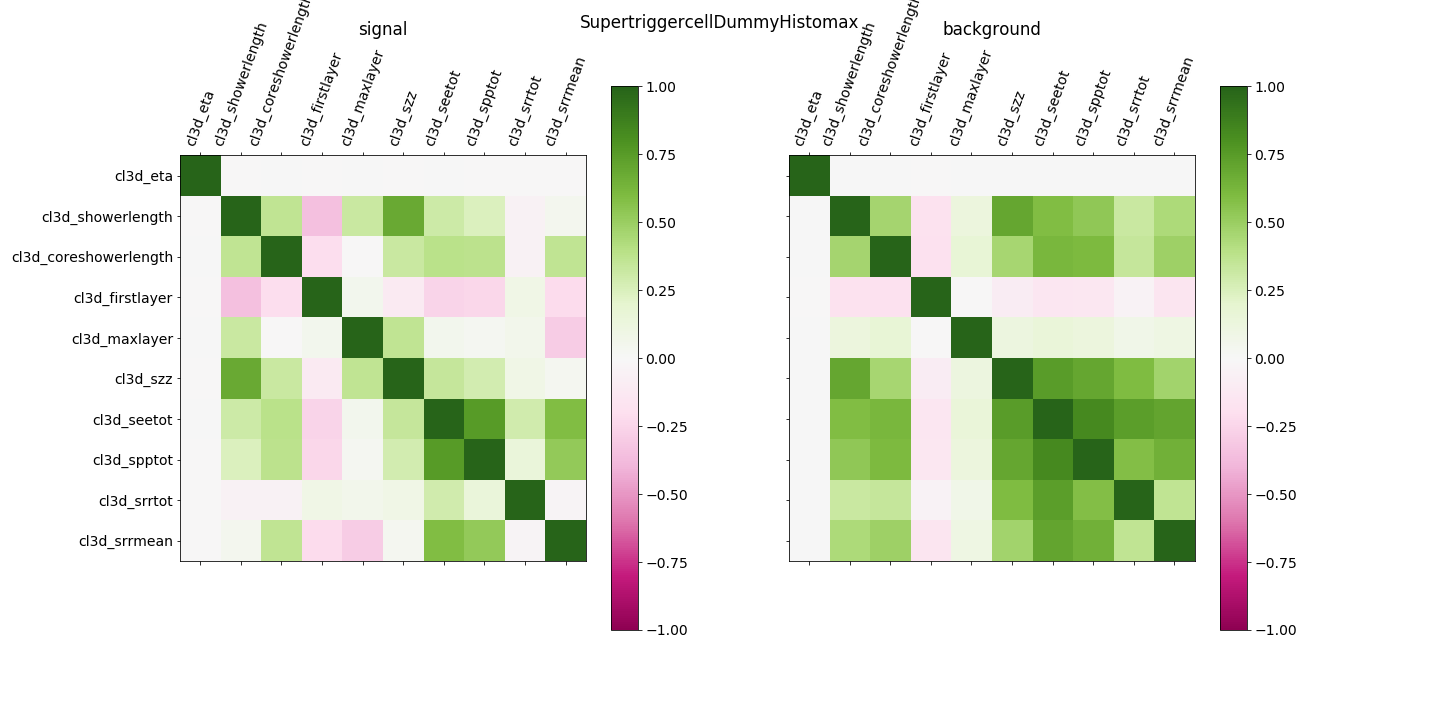 SupertriggercellDummyHistomax
signal
cl3d_eta
cl3d_showerlength
cl3d_coreshowerlength
cl3d_firstlayer
cl3d_maxlayer
cl3d_szz
cl3d_seetot
cl3d_spptot
cl3d_srrtot
cl3d_srrmean
cl3d_eta
cl3d_showerlength
cl3d_coreshowerlength
cl3d_firstlayer
cl3d_maxlayer
cl3d_szz
cl3d_seetot
cl3d_spptot
cl3d_srrtot
cl3d_srrmean
1.00
0.75
0.50
0.25
0.00
−0.25
−0.50
−0.75
−1.00
background
cl3d_eta
cl3d_showerlength
cl3d_coreshowerlength
cl3d_firstlayer
cl3d_maxlayer
cl3d_szz
cl3d_seetot
cl3d_spptot
cl3d_srrtot
cl3d_srrmean
1.00
0.75
0.50
0.25
0.00
−0.25
−0.50
−0.75
−1.00